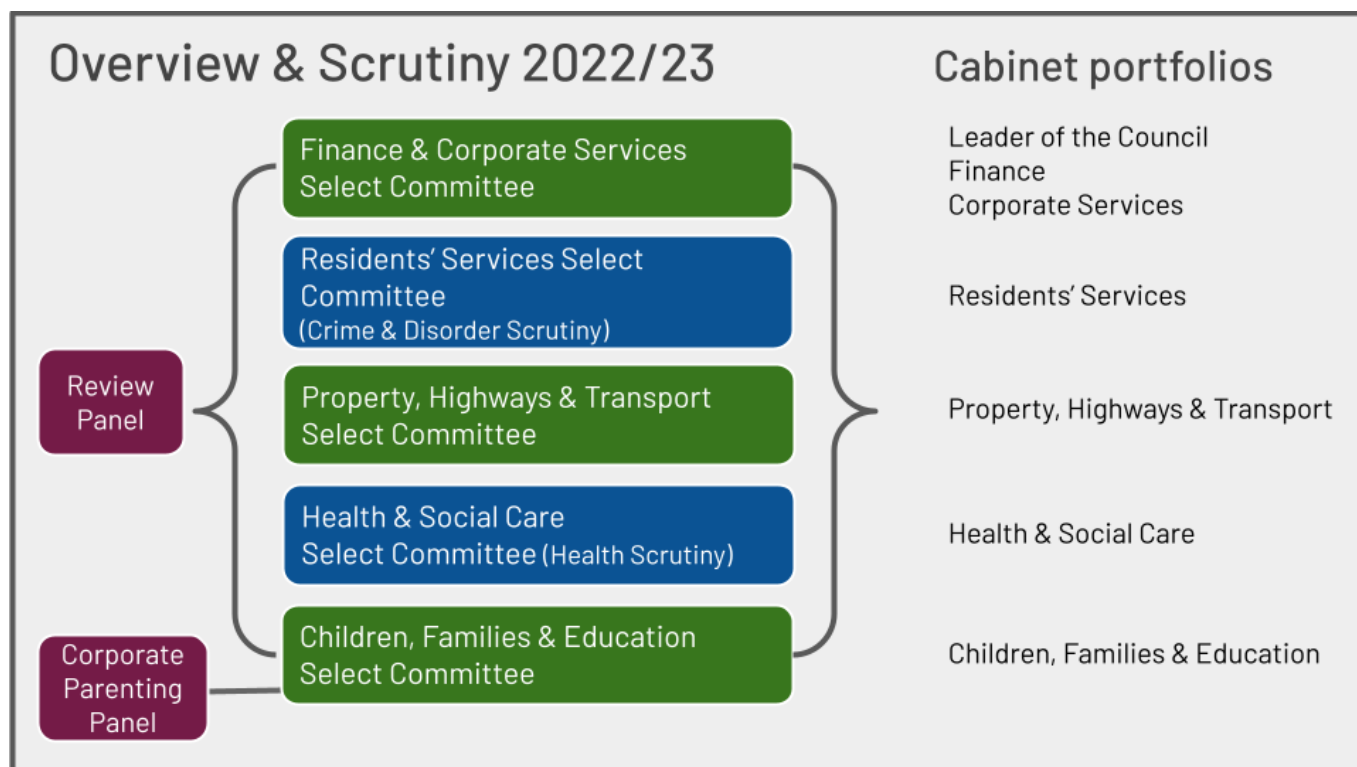 Overview & Scrutiny 2022/23
Cabinet portfolios
Finance & Corporate Services
Select Committee
Leader of the Council
Finance
Corporate Services
Residents’ Services Select
Committee
(Crime & Disorder Scrutiny)
Residents’ Services
Review
Panel
Property, Highways & Transport
Select Committee
Property, Highways & Transport
Health & Social Care
Select Committee (Health Scrutiny)
Health & Social Care
Corporate
Parenting
Panel
Children, Families & Education
Select Committee
Children, Families & Education